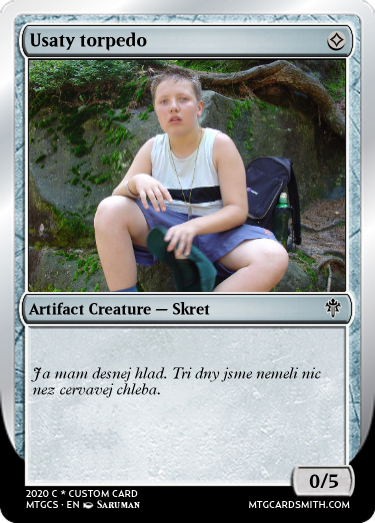 Usaty torpedo
Artifact Creature — Skret
Ja mam desnej hlad. Tri dny jsme nemeli nic
nez cervavej chleba.
0/5
2020 C * CUSTOM CARD
MTGCS · EN SARUMAN
MTGCARDSMITH.COM